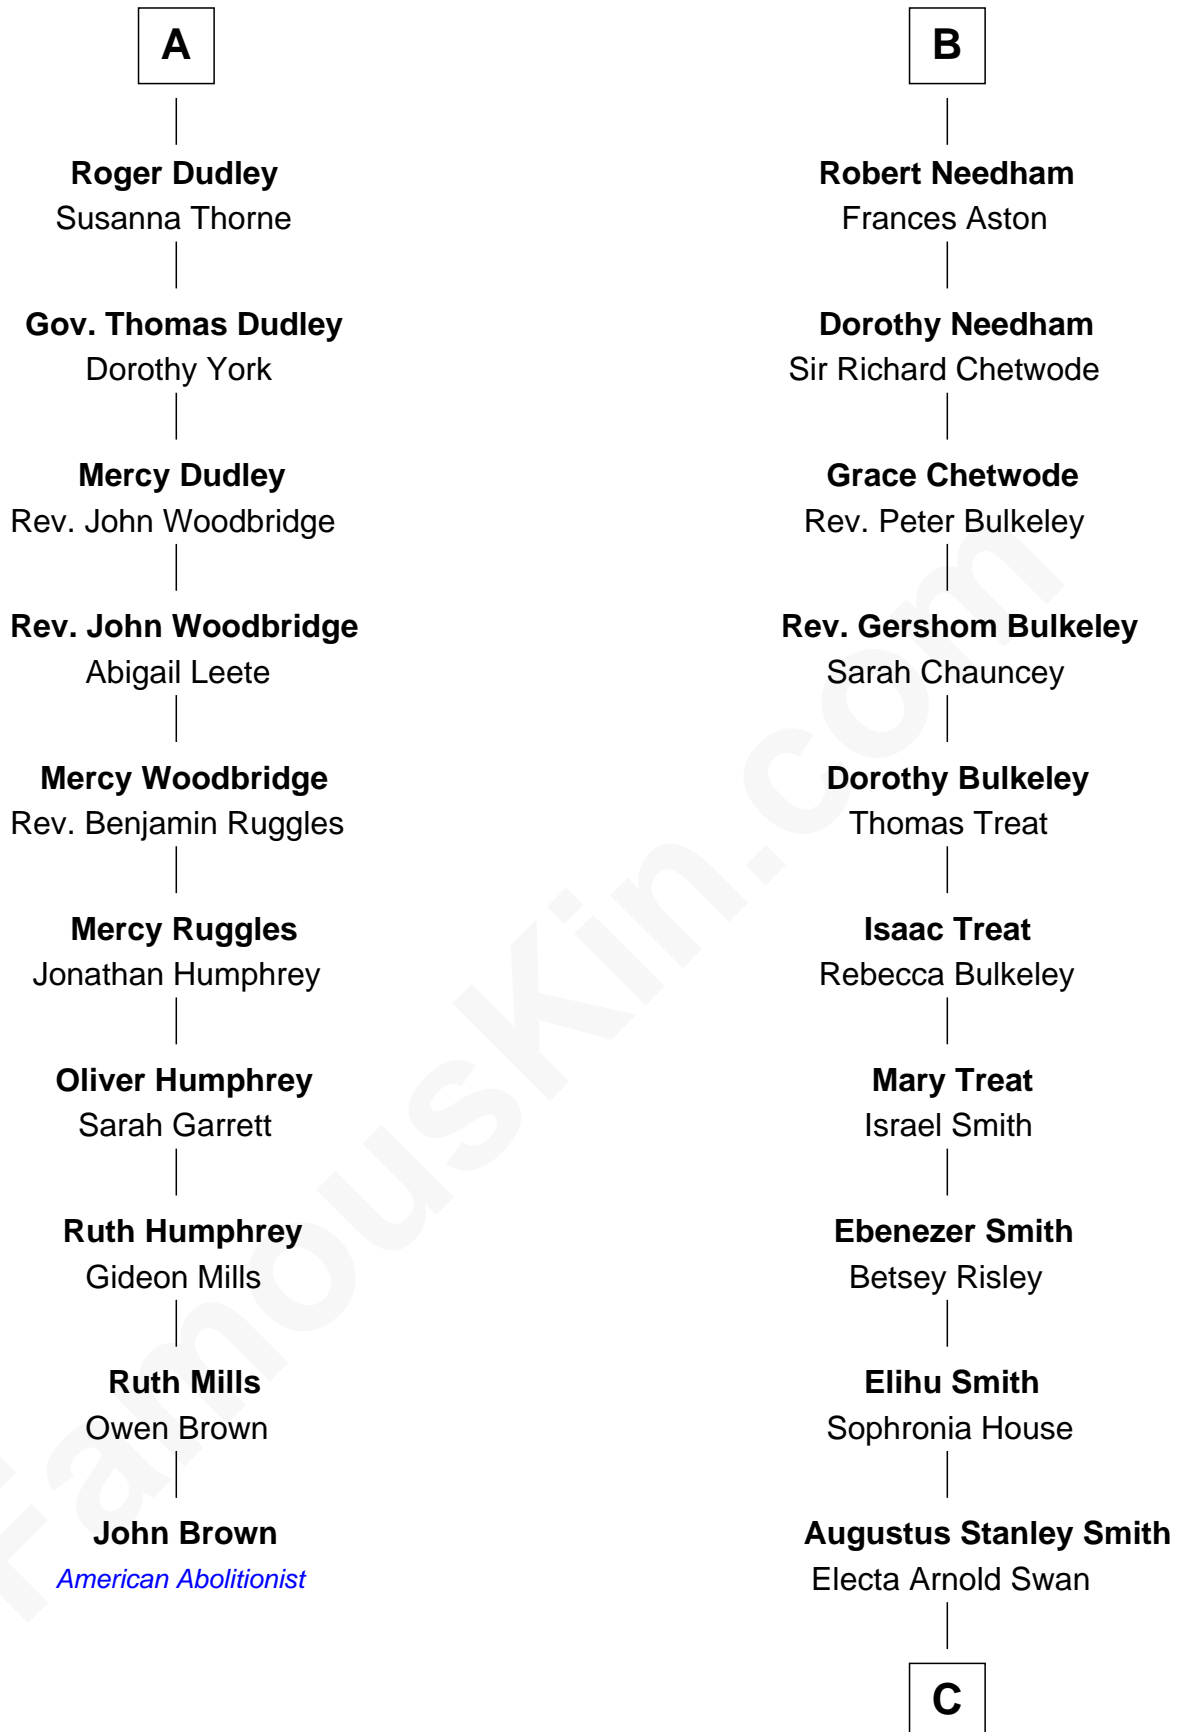 A
Roger Dudley
Susanna Thorne
Gov. Thomas Dudley
Dorothy York
Mercy Dudley
Rev. John Woodbridge
Rev. John Woodbridge
Abigail Leete
Mercy Woodbridge
Rev. Benjamin Ruggles
Mercy Ruggles
Jonathan Humphrey
Oliver Humphrey
Sarah Garrett
Ruth Humphrey
Gideon Mills
Ruth Mills
Owen Brown
John Brown
American Abolitionist
B
Robert Needham
Frances Aston
Dorothy Needham
Sir Richard Chetwode
Grace Chetwode
Rev. Peter Bulkeley
Rev. Gershom Bulkeley
Sarah Chauncey
Dorothy Bulkeley
Thomas Treat
Isaac Treat
Rebecca Bulkeley
Mary Treat
Israel Smith
Ebenezer Smith
Betsey Risley
Elihu Smith
Sophronia House
Augustus Stanley Smith
Electa Arnold Swan
C
FamousKin.com